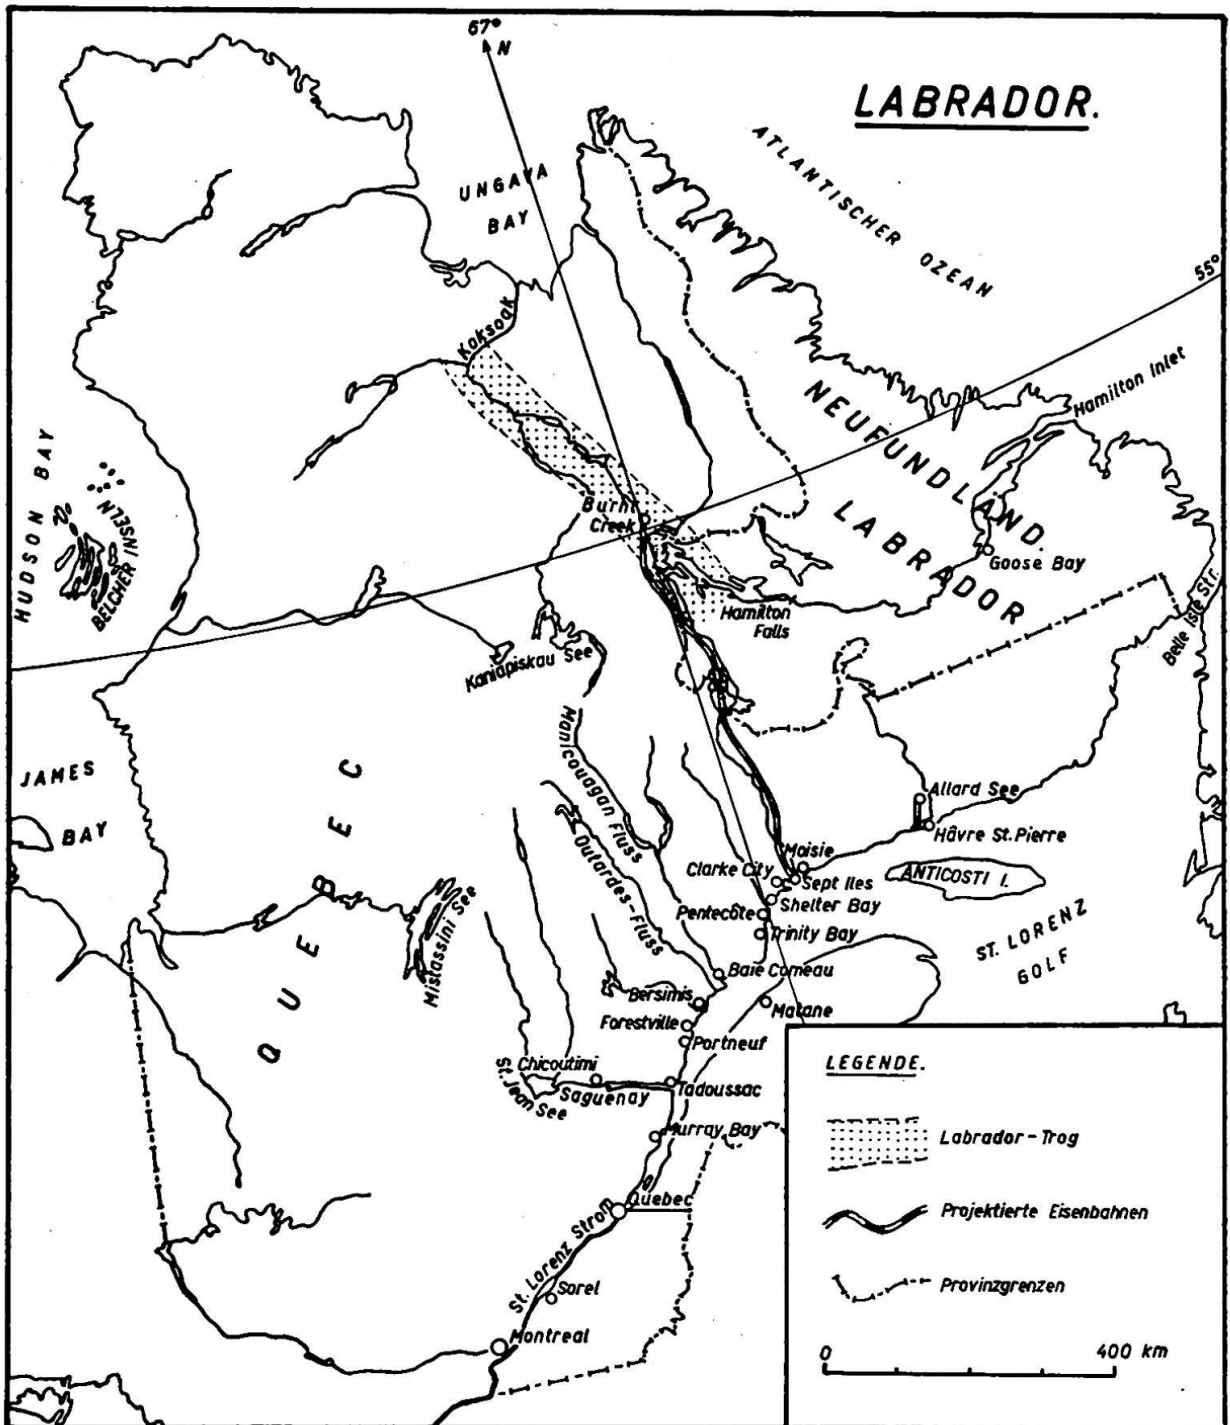 67°
N
LABRADOR.
ATLANTISCHER OZEAN
UNGAVA
BAY
55°
Koksoak
Hamilton Inlet
NEUFUNDLAND.
LABRADOR
HUDSON BAY
BELCHER INSELN
Burnt
Creek
Goose Bay
Hamilton
Falls
Belle Isle Str.
Kaniapiskau See
JAMES
BAY
QUEBEC
Manicouagan Fluss
Outardes-Fluss
Mistassini See
Allard See
Hâvre St. Pierre
Moisie
Clarke City
Sept Iles
ANTICOSTI I.
Shelter Bay
Pentecôte
Trinity Bay
ST. LORENZ
GOLF
Baie Comeau
Bersimis
Matane
Forestville
Portneuf
Chicoutimi
St. Jean See
Saguenay
Tadoussac
Murray Bay
Quebec
St. Lorenz Strom
Sorel
Montreal
LEGENDE.
Labrador-Trog
Projektierte Eisenbahnen
Provinzgrenzen
0 400 km